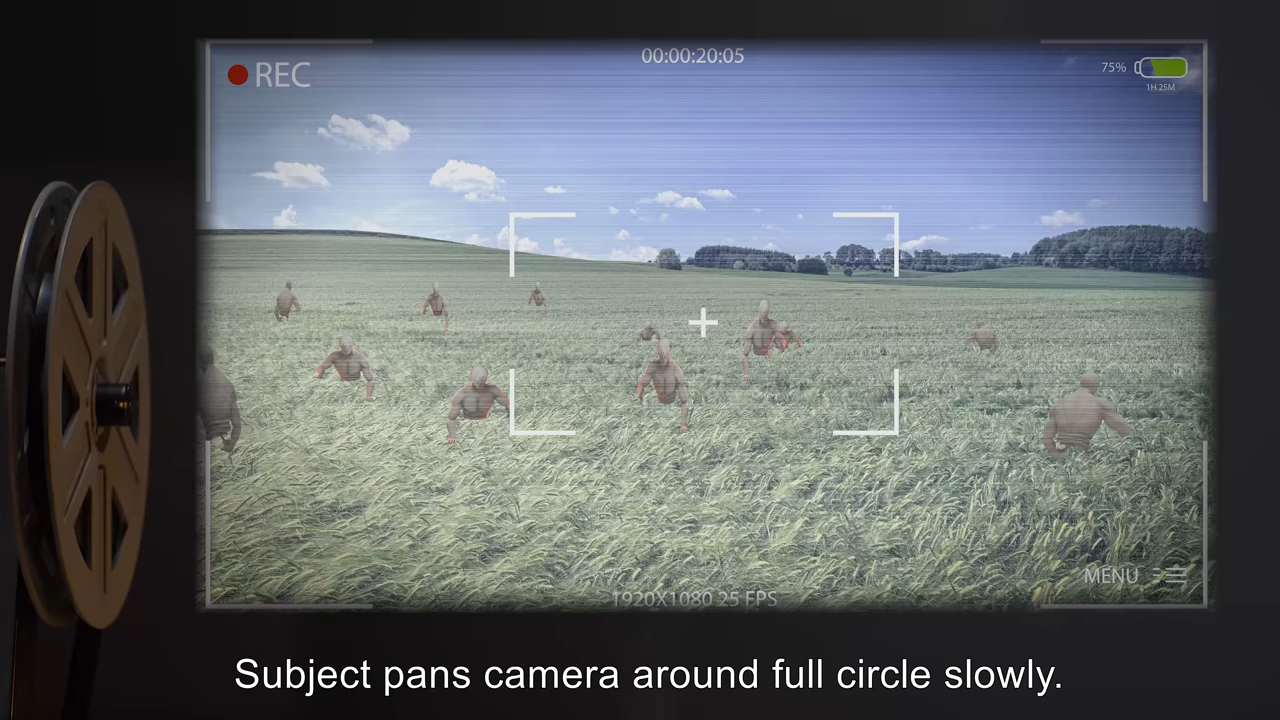 00:00:20:05
REC
75%
1H 25M
MENU
1920X1080 25 FPS
Subject pans camera around full circle slowly.